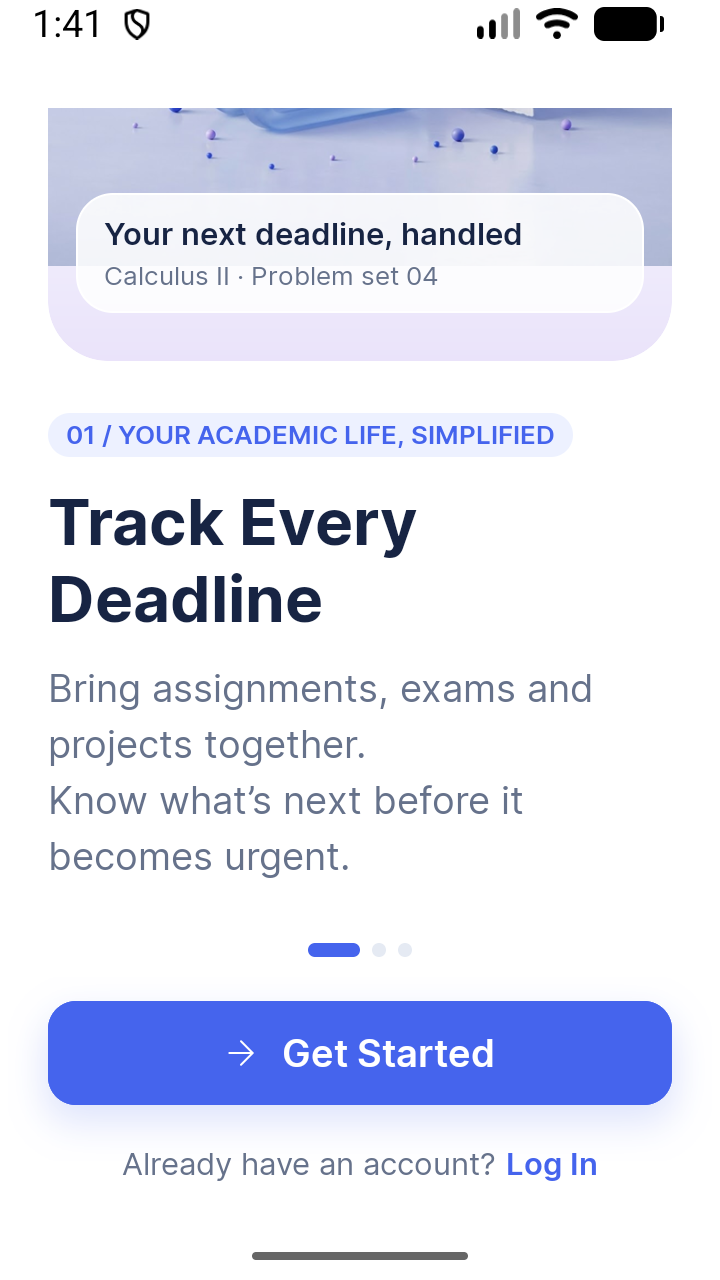 1:41
Your next deadline, handled
Calculus II · Problem set 04
01 / YOUR ACADEMIC LIFE, SIMPLIFIED
Track Every
Deadline
Bring assignments, exams and
projects together.
Know what’s next before it
becomes urgent.
Get Started
Already have an account? Log In